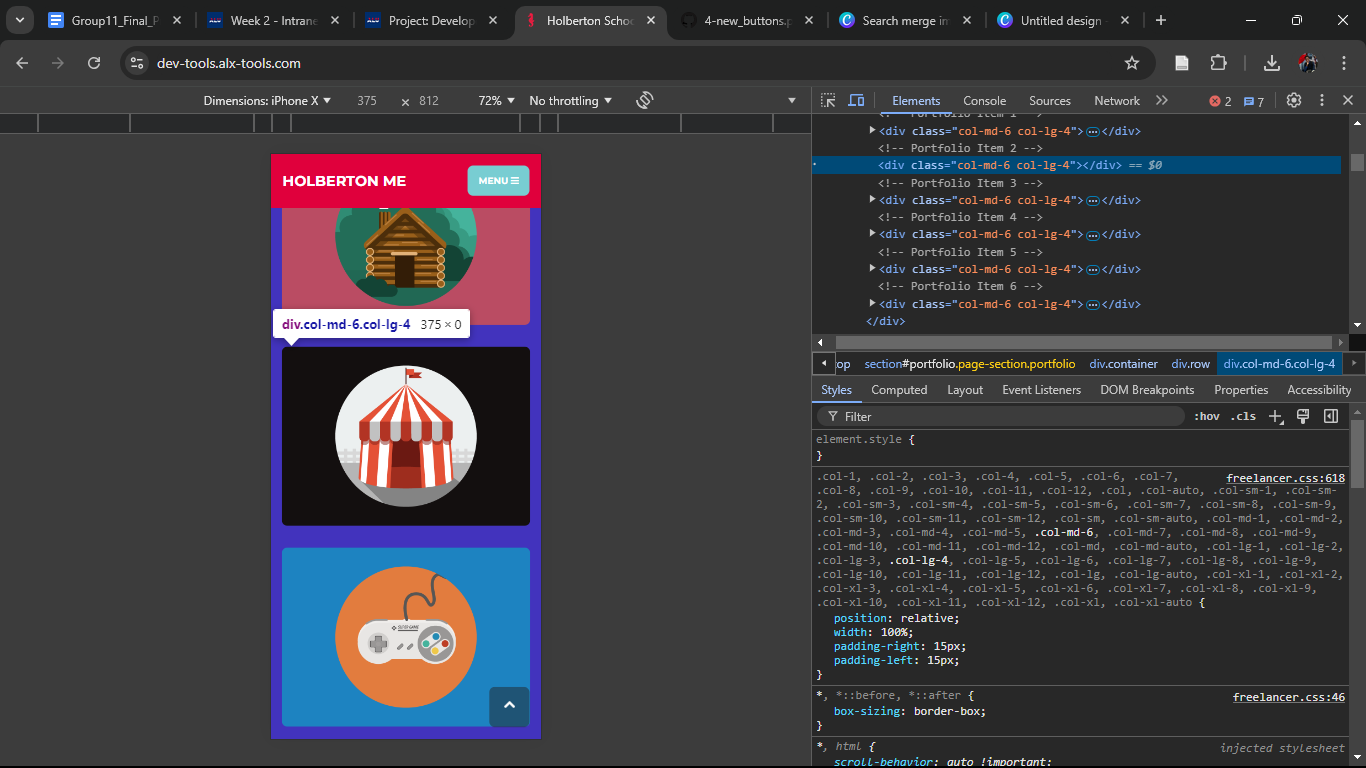 Group11_Final_P
Week 2 - Intrane
Project: Develop
Holberton Schoo
4-new_buttons.p
Search merge im
Untitled design
dev-tools.alx-tools.com
Dimensions: iPhone X
375
×
812
72%
No throttling
Elements
Console
Sources
Network
2
7
<!-- Portfolio Item 1 -->
<div class="col-md-6 col-lg-4">…</div>
<!-- Portfolio Item 2 -->
<div class="col-md-6 col-lg-4"></div> == $0
<!-- Portfolio Item 3 -->
<div class="col-md-6 col-lg-4">…</div>
<!-- Portfolio Item 4 -->
<div class="col-md-6 col-lg-4">…</div>
<!-- Portfolio Item 5 -->
<div class="col-md-6 col-lg-4">…</div>
<!-- Portfolio Item 6 -->
<div class="col-md-6 col-lg-4">…</div>
</div>
HOLBERTON ME
MENU
div.col-md-6.col-lg-4 375 × 0
SUPER GAME
op section#portfolio.page-section.portfolio div.container div.row div.col-md-6.col-lg-4
Styles Computed Layout Event Listeners DOM Breakpoints Properties Accessibility
Filter
:hov .cls
element.style {
}
.col-1, .col-2, .col-3, .col-4, .col-5, .col-6, .col-7, freelancer.css:618
.col-8, .col-9, .col-10, .col-11, .col-12, .col, .col-auto, .col-sm-1, .col-sm-
2, .col-sm-3, .col-sm-4, .col-sm-5, .col-sm-6, .col-sm-7, .col-sm-8, .col-sm-9,
.col-sm-10, .col-sm-11, .col-sm-12, .col-sm, .col-sm-auto, .col-md-1, .col-md-2,
.col-md-3, .col-md-4, .col-md-5, .col-md-6, .col-md-7, .col-md-8, .col-md-9,
.col-md-10, .col-md-11, .col-md-12, .col-md, .col-md-auto, .col-lg-1, .col-lg-2,
.col-lg-3, .col-lg-4, .col-lg-5, .col-lg-6, .col-lg-7, .col-lg-8, .col-lg-9,
.col-lg-10, .col-lg-11, .col-lg-12, .col-lg, .col-lg-auto, .col-xl-1, .col-xl-2,
.col-xl-3, .col-xl-4, .col-xl-5, .col-xl-6, .col-xl-7, .col-xl-8, .col-xl-9,
.col-xl-10, .col-xl-11, .col-xl-12, .col-xl, .col-xl-auto {
position: relative;
width: 100%;
padding-right: 15px;
padding-left: 15px;
}
*, *::before, *::after { freelancer.css:46
box-sizing: border-box;
}
*, html { injected stylesheet
scroll-behavior: auto !important;